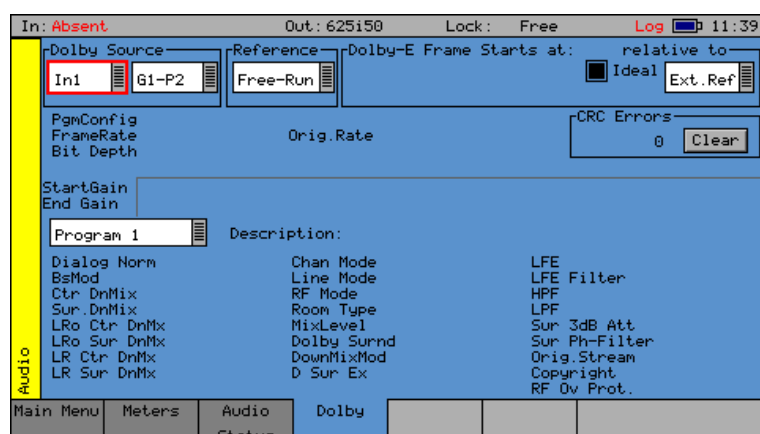 In: Absent Out: 625i50 Lock: Free Log 11:39
Dolby Source Reference Dolby-E Frame Starts at: relative to
In1 G1-P2 Free-Run Ideal Ext.Ref
PgmConfig CRC Errors
FrameRate Orig.Rate 0 Clear
Bit Depth
StartGain
End Gain
Program 1 Description:
Dialog Norm Chan Mode LFE
BsMod Line Mode LFE Filter
Ctr DnMix RF Mode HPF
Sur.DnMix Room Type LPF
LRo Ctr DnMx MixLevel Sur 3dB Att
LRo Sur DnMx Dolby Surnd Sur Ph-Filter
LR Ctr DnMx DownMixMod Orig.Stream
LR Sur DnMx D Sur Ex Copyright
RF Ov Prot.
Audio
Main Menu Meters Audio Dolby